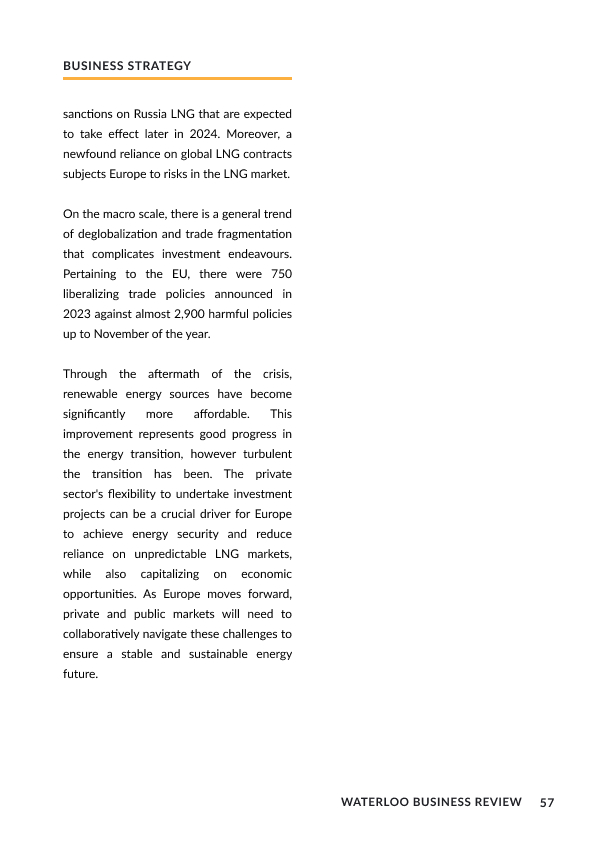 BUSINESS STRATEGY
sanctions on Russia LNG that are expected
to take effect later in 2024. Moreover, a
newfound reliance on global LNG contracts
subjects Europe to risks in the LNG market.
On the macro scale, there is a general trend
of deglobalization and trade fragmentation
that complicates investment endeavours.
Pertaining to the EU, there were 750
liberalizing trade policies announced in
2023 against almost 2,900 harmful policies
up to November of the year.
Through the aftermath of the crisis,
renewable energy sources have become
significantly more affordable. This
improvement represents good progress in
the energy transition, however turbulent
the transition has been. The private
sector's flexibility to undertake investment
projects can be a crucial driver for Europe
to achieve energy security and reduce
reliance on unpredictable LNG markets,
while also capitalizing on economic
opportunities. As Europe moves forward,
private and public markets will need to
collaboratively navigate these challenges to
ensure a stable and sustainable energy
future.
WATERLOO BUSINESS REVIEW 57